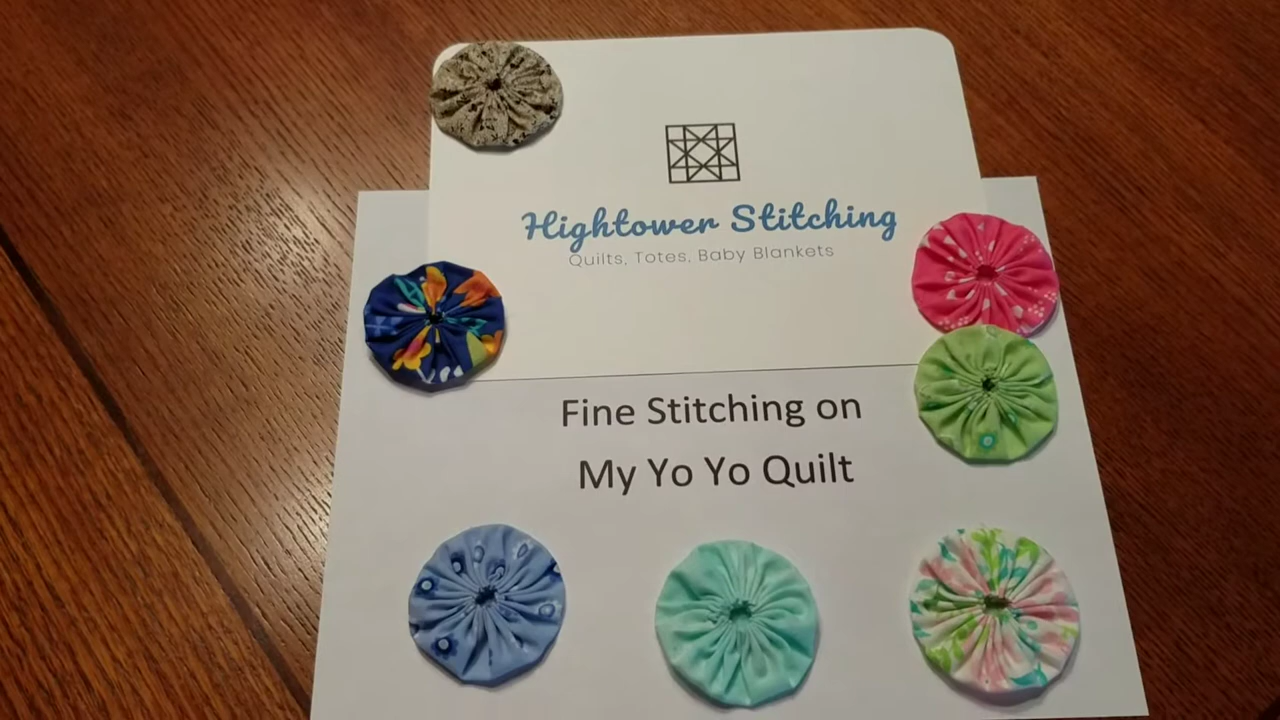 Hightower Stitching
Quilts, Totes, Baby Blankets
Fine Stitching on
My Yo Yo Quilt